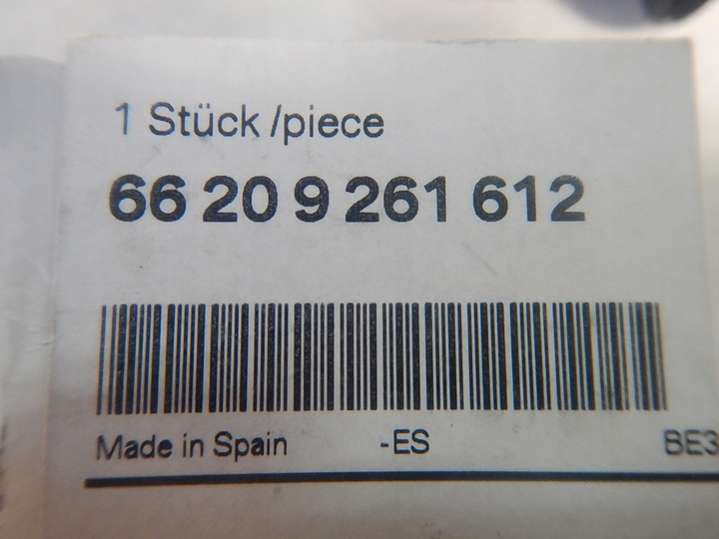 1 Stück /piece
66 20 9 261 612
Made in Spain -ES BE3